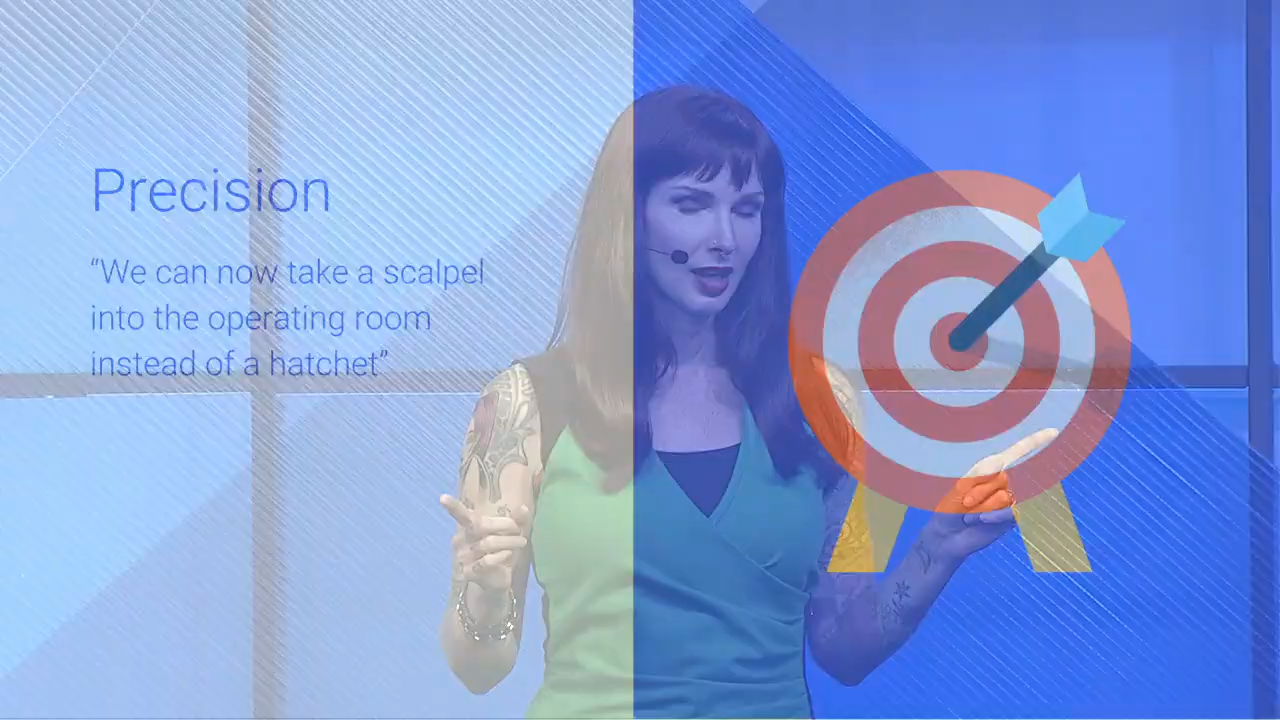 Precision
“We can now take a scalpel
into the operating room
instead of a hatchet”